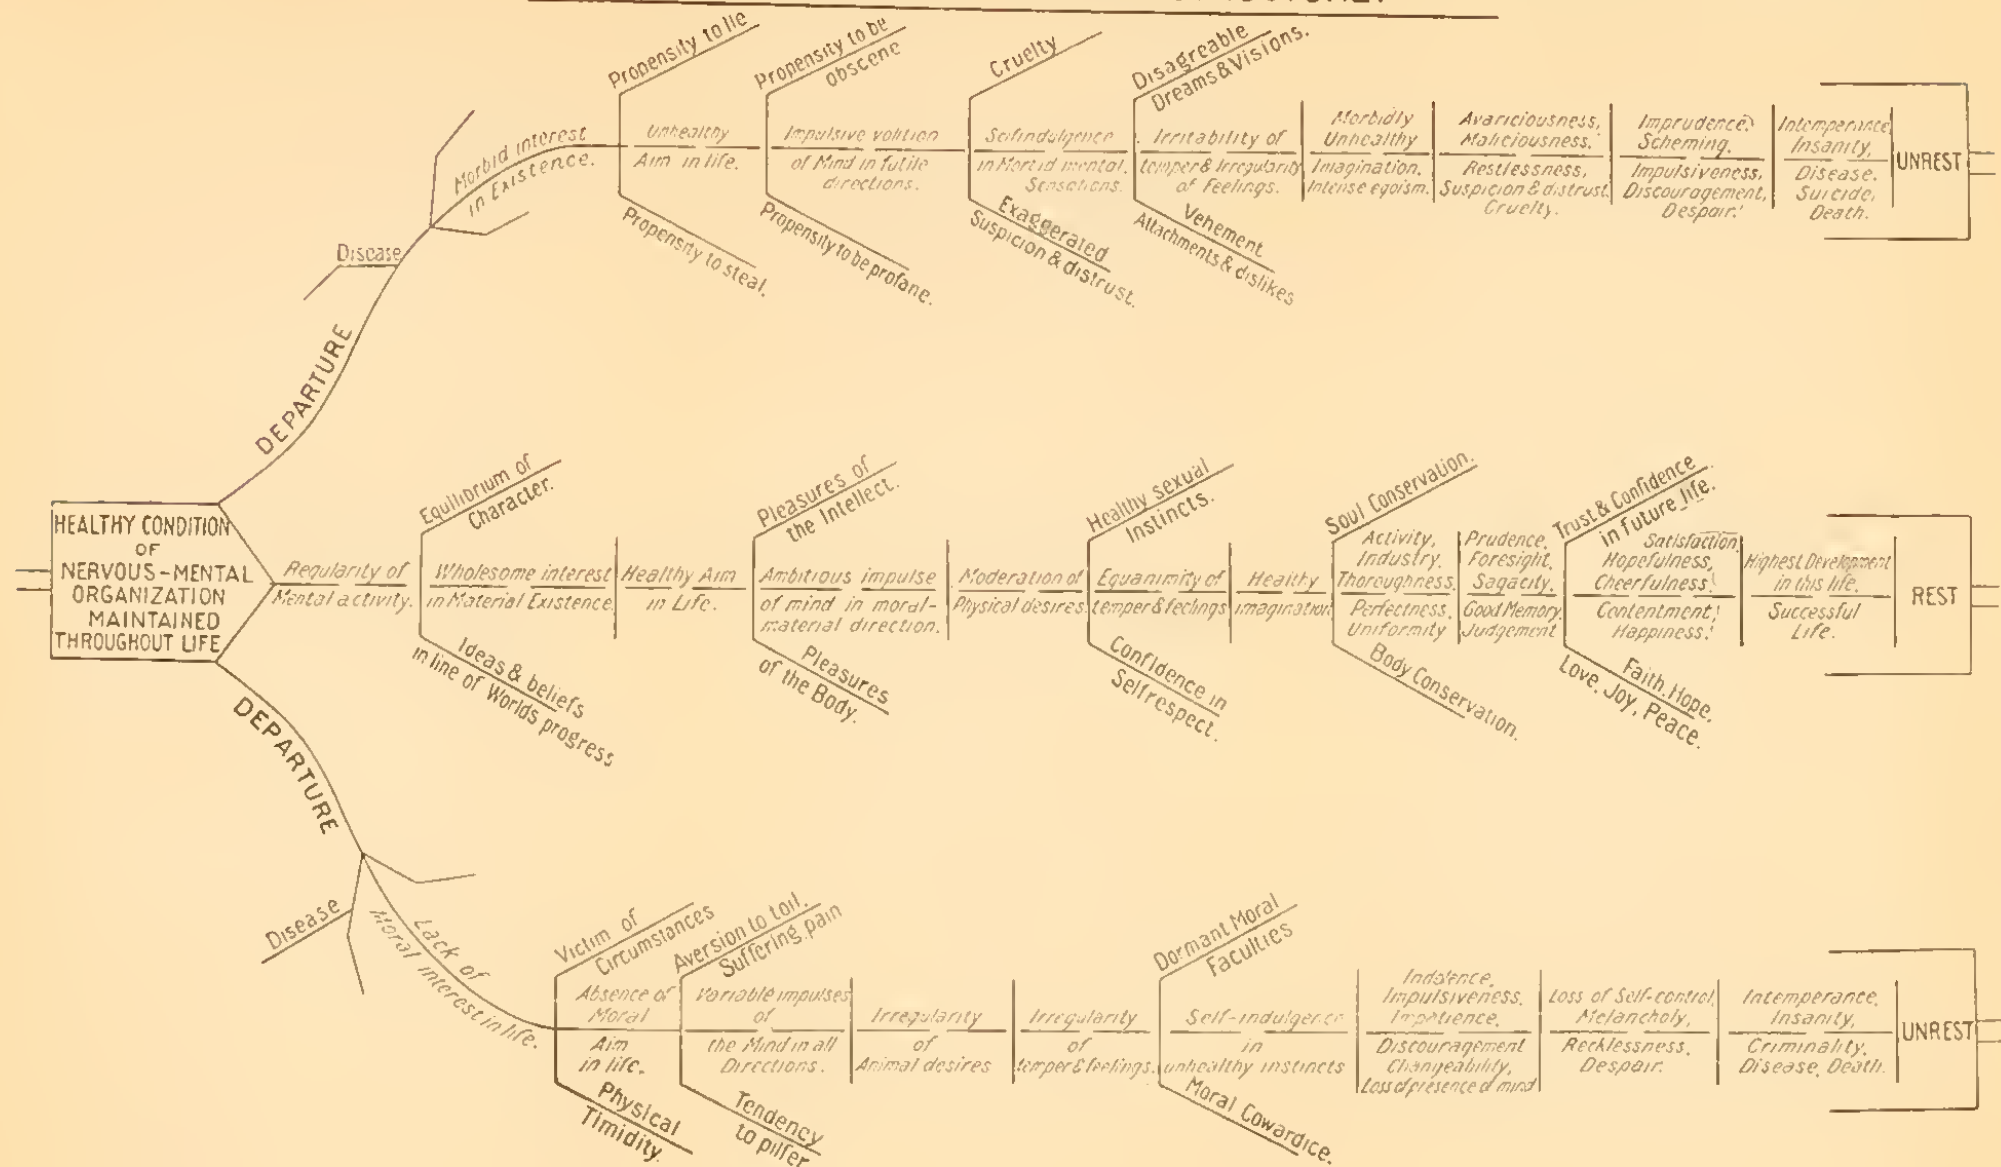 Propensity to lie
Propensity to be
obscene
Cruelty
Disagreable
Dreams & Visions.
Morbid interest
in Existence.
Unhealthy
Aim in life.
Impulsive volition
of Mind in futile
directions.
Selfindulgence
in Morbid mental.
Sensations.
Irritability of
temper & Irregularity
of Feelings.
Morbidly
Unhealthy
Imagination.
Intense egoism.
Avariciousness,
Maliciousness,
Restlessness,
Suspicion & distrust.
Cruelty.
Imprudence.
Scheming.
Impulsiveness,
Discouragement,
Despair.
Intemperance
Insanity,
Disease.
Suicide,
Death.
UNREST
Propensity to steal.
Propensity to be profane.
Exaggerated
Suspicion & distrust.
Vehement
Attachments & dislikes
Disease
DEPARTURE
HEALTHY CONDITION
OF
NERVOUS-MENTAL
ORGANIZATION
MAINTAINED
THROUGHOUT LIFE
Equilibrium of
Character.
Pleasures of
the Intellect.
Healthy sexual
Instincts.
Soul Conservation.
Trust & Confidence
in future life.
Regularity of
Mental activity.
Wholesome interest
in Material Existence.
Healthy Aim
in Life.
Ambitious impulse
of mind in moral-
material direction.
Moderation of
Physical desires.
Equanimity of
temper & feelings
Healthy
imagination
Activity,
Industry,
Thoroughness.
Perfectness,
Uniformity
Prudence,
Foresight,
Sagacity.
Good Memory
Judgement
Satisfaction,
Hopefulness,
Cheerfulness.
Contentment,
Happiness.
Highest Development
in this life.
Successful
Life.
REST
Ideas & beliefs
in line of Worlds progress
Pleasures
of the Body.
Confidence in
Selfrespect.
Body Conservation.
Faith, Hope,
Love, Joy, Peace.
DEPARTURE
Disease
Lack of
Moral interest in life.
Victim of
Circumstances
Aversion to toil,
Suffering, pain
Dormant Moral
Faculties
Absence of
Moral
Aim
in life.
Variable impulses
of
the Mind in all
Directions.
Irregularity
of
Animal desires
Irregularity
of
temper & feelings.
Self-indulgence
in
unhealthy instincts
Indolence,
Impulsiveness,
Impatience.
Discouragement
Changeability,
Loss of presence of mind
Loss of Self-control,
Melancholy,
Recklessness,
Despair.
Intemperance,
Insanity,
Criminality,
Disease, Death.
UNREST
Physical
Timidity.
Tendency
to pilfer
Moral Cowardice.